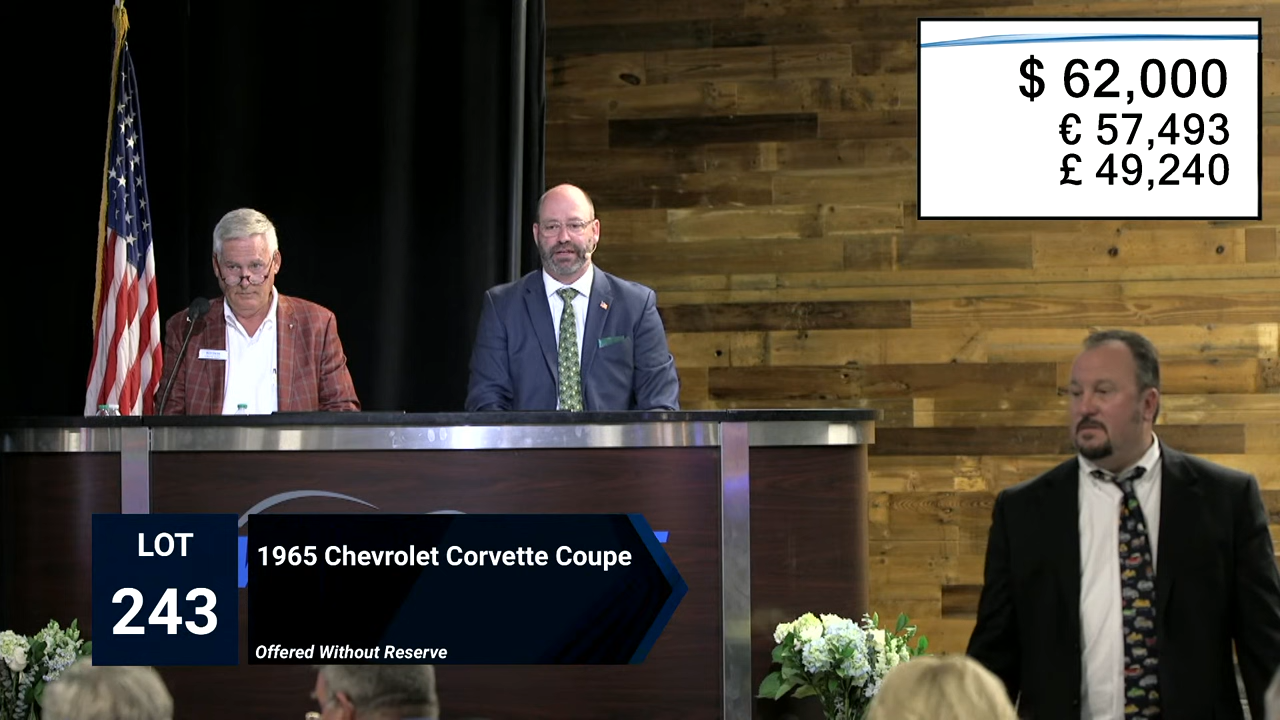 $ 62,000
€ 57,493
£ 49,240
LOT
243
1965 Chevrolet Corvette Coupe
Offered Without Reserve